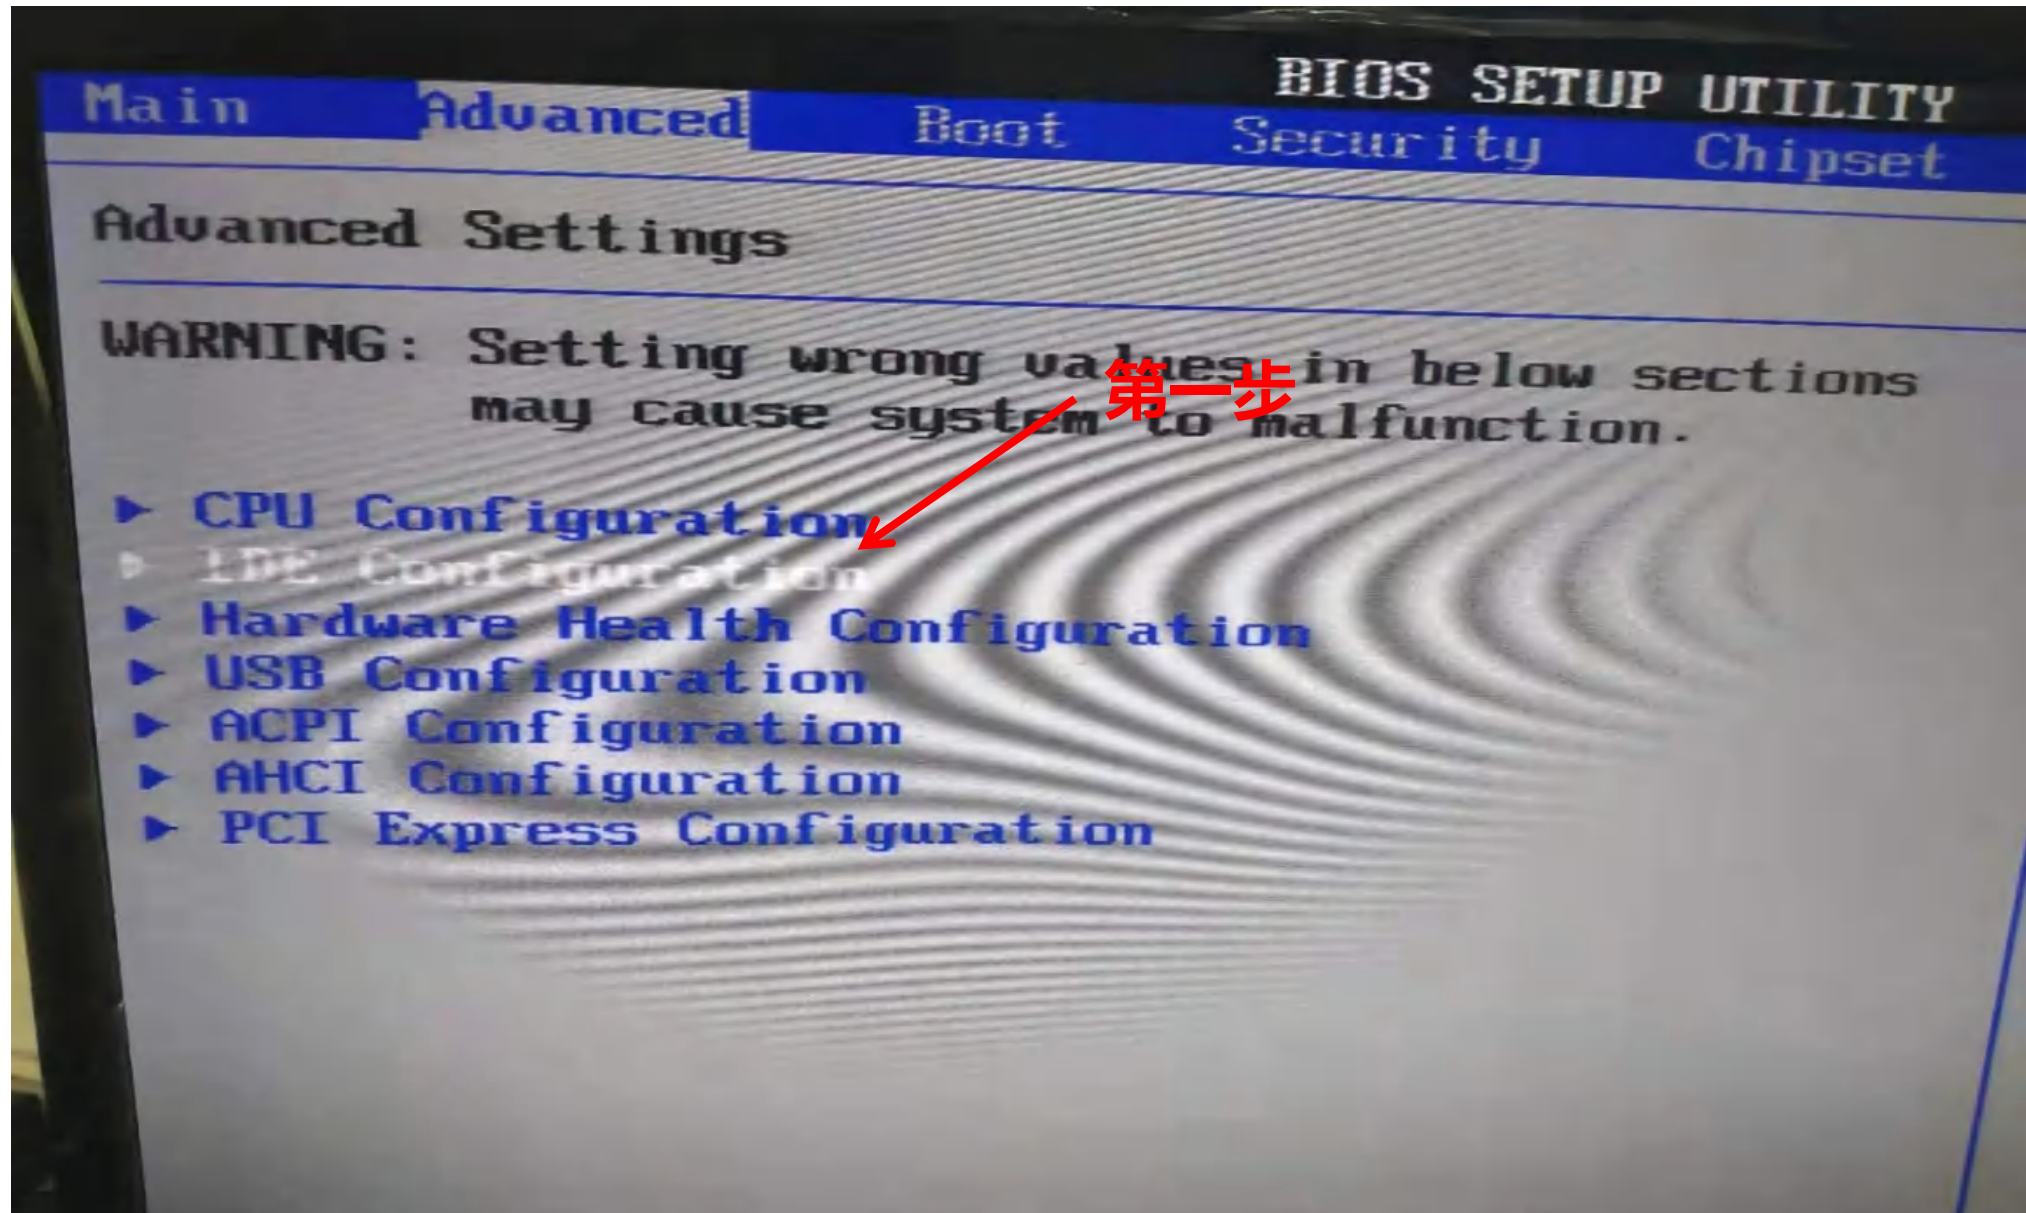 BIOS SETUP UTILITY
Main Advanced Boot Security Chipset
Advanced Settings
WARNING: Setting wrong values in below sections
may cause system to malfunction.
第一步
CPU Configuration
IDE Configuration
Hardware Health Configuration
USB Configuration
ACPI Configuration
AHCI Configuration
PCI Express Configuration